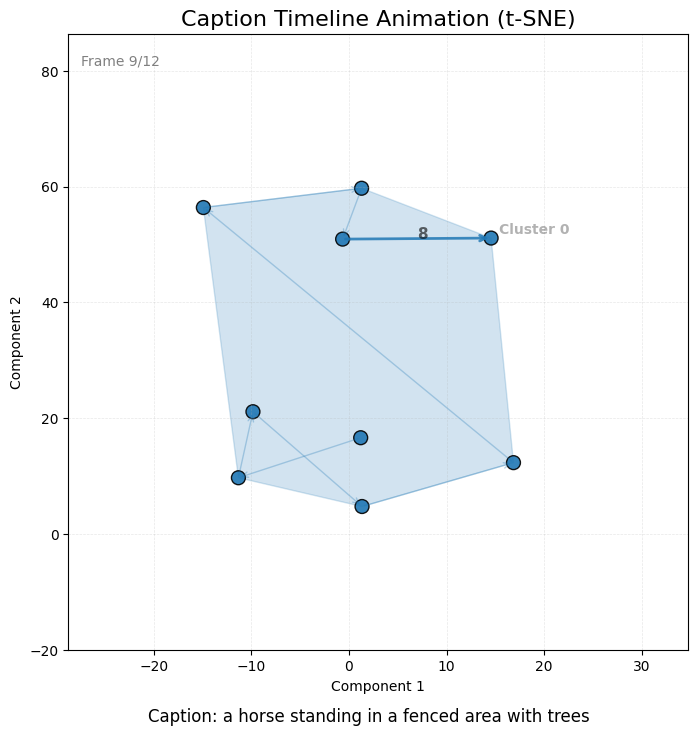 Caption Timeline Animation (t-SNE)
Frame 9/12
80
60
40
20
0
−20
Component 2
8
Cluster 0
−20
−10
0
10
20
30
Component 1
Caption: a horse standing in a fenced area with trees